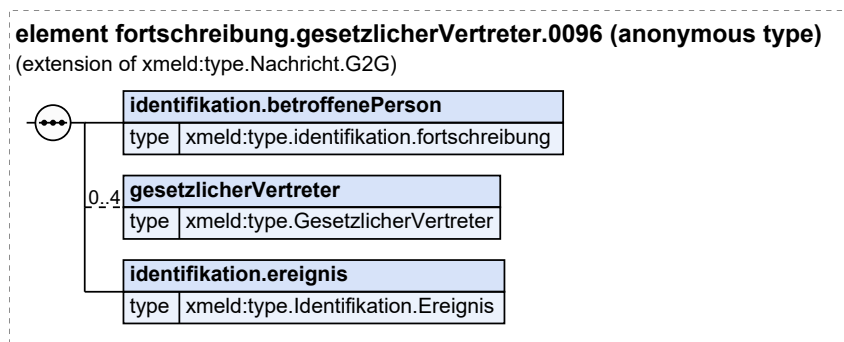 element fortschreibung.gesetzlicherVertreter.0096 (anonymous type)
(extension of xmeld:type.Nachricht.G2G)
identifikation.betroffenePerson
type xmeld:type.identifikation.fortschreibung
0..4 gesetzlicherVertreter
type xmeld:type.GesetzlicherVertreter
identifikation.ereignis
type xmeld:type.Identifikation.Ereignis